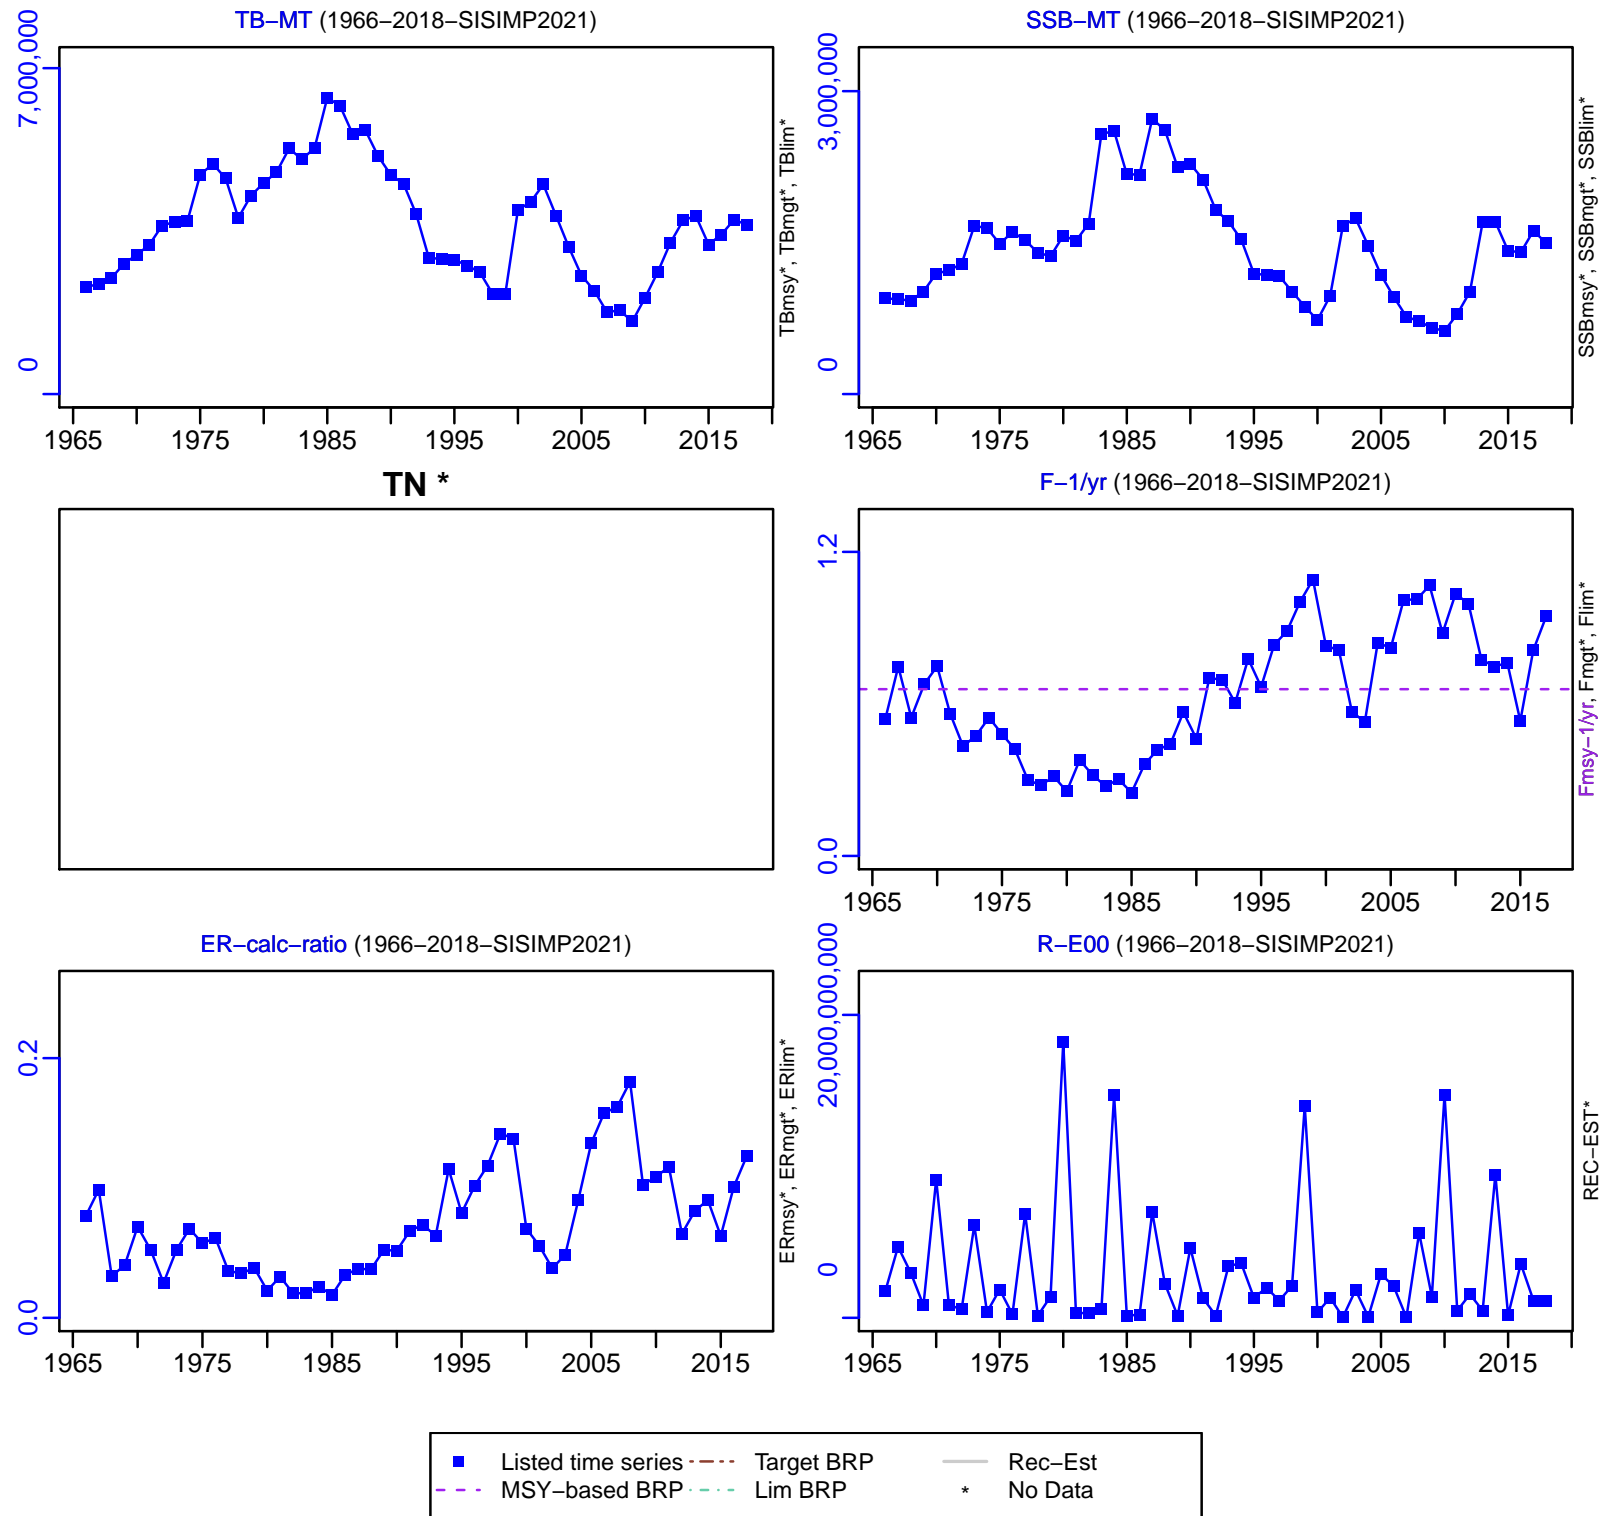 TB−MT (1966−2018−SISIMP2021)
7,000,000
0
TBmsy*, TBmgt*, TBlim*
1965 1975 1985 1995 2005 2015
SSB−MT (1966−2018−SISIMP2021)
3,000,000
0
SSBmsy*, SSBmgt*, SSBlim*
1965 1975 1985 1995 2005 2015
TN *
F−1/yr (1966−2018−SISIMP2021)
1.2
0.0
Fmsy−1/yr, Fmgt*, Flim*
1965 1975 1985 1995 2005 2015
ER−calc−ratio (1966−2018−SISIMP2021)
0.2
0.0
ERmsy*, ERmgt*, ERlim*
1965 1975 1985 1995 2005 2015
R−E00 (1966−2018−SISIMP2021)
20,000,000,000
0
REC−EST*
1965 1975 1985 1995 2005 2015
Listed time series Target BRP Rec−Est
MSY−based BRP Lim BRP * No Data